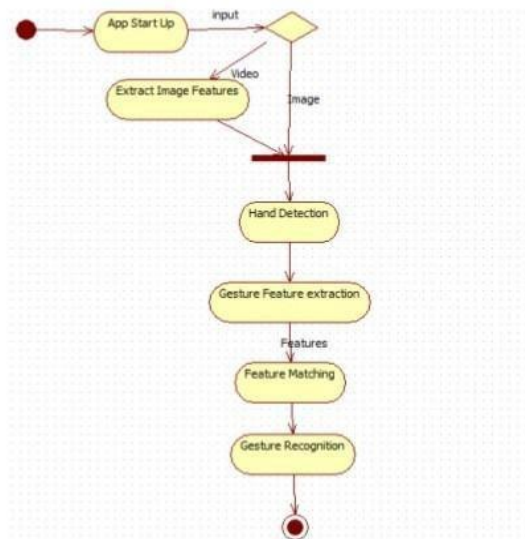 App Start Up
input
Video
Extract Image Features
Image
Hand Detection
Gesture Feature extraction
Features
Feature Matching
Gesture Recognition